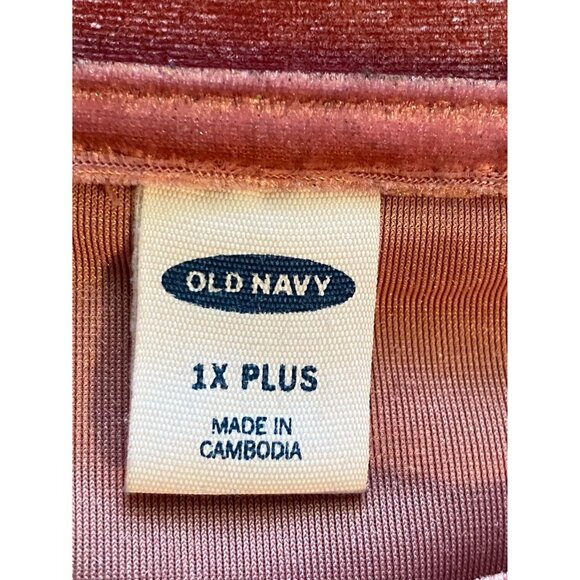 OLD NAVY
1X PLUS
MADE IN
CAMBODIA